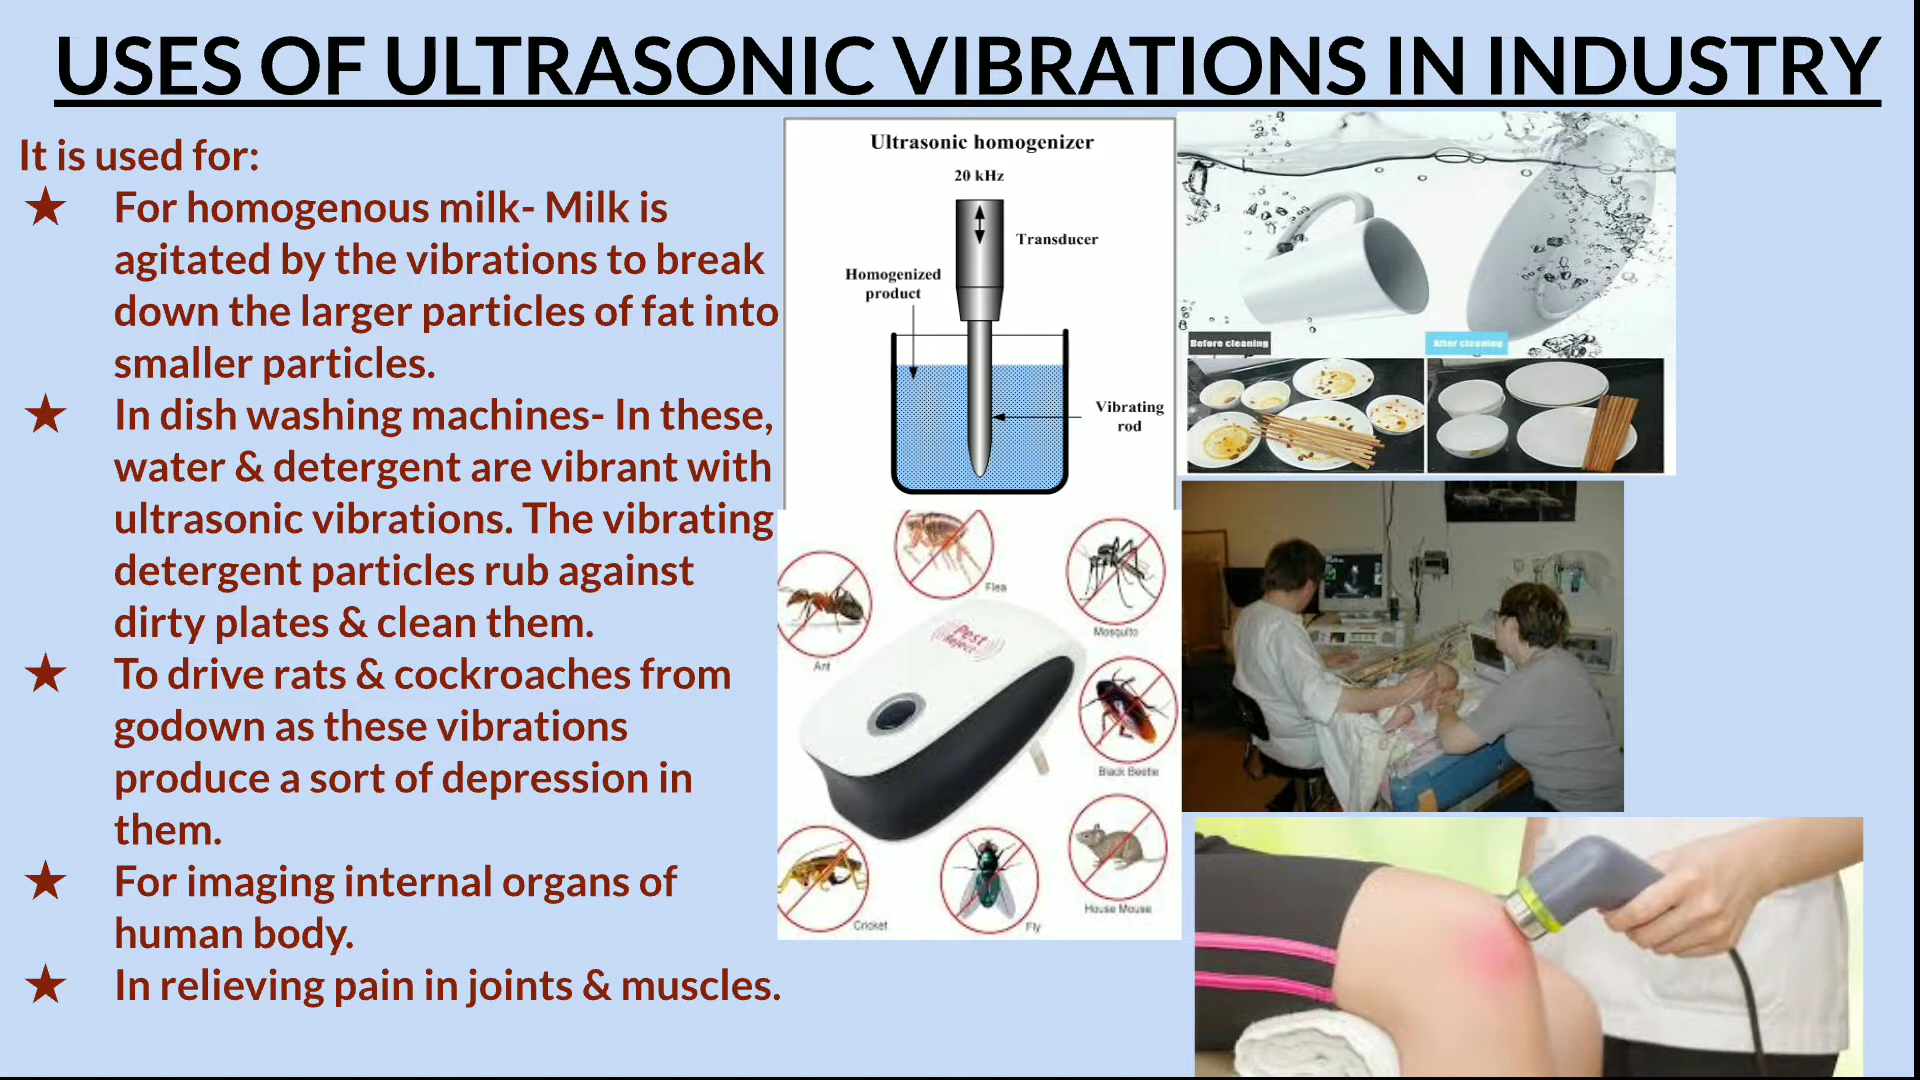 USES OF ULTRASONIC VIBRATIONS IN INDUSTRY
It is used for:
★ For homogenous milk- Milk is
agitated by the vibrations to break
down the larger particles of fat into
smaller particles.
★ In dish washing machines- In these,
water & detergent are vibrant with
ultrasonic vibrations. The vibrating
detergent particles rub against
dirty plates & clean them.
★ To drive rats & cockroaches from
godown as these vibrations
produce a sort of depression in
them.
★ For imaging internal organs of
human body.
★ In relieving pain in joints & muscles.
Ultrasonic homogenizer
20 kHz
Transducer
Homogenized
product
Vibrating
rod
Before cleaning
After cleaning
Flea
Mosquito
Ant
Pest
Reject
Black Beetle
House Mouse
Cricket
Fly